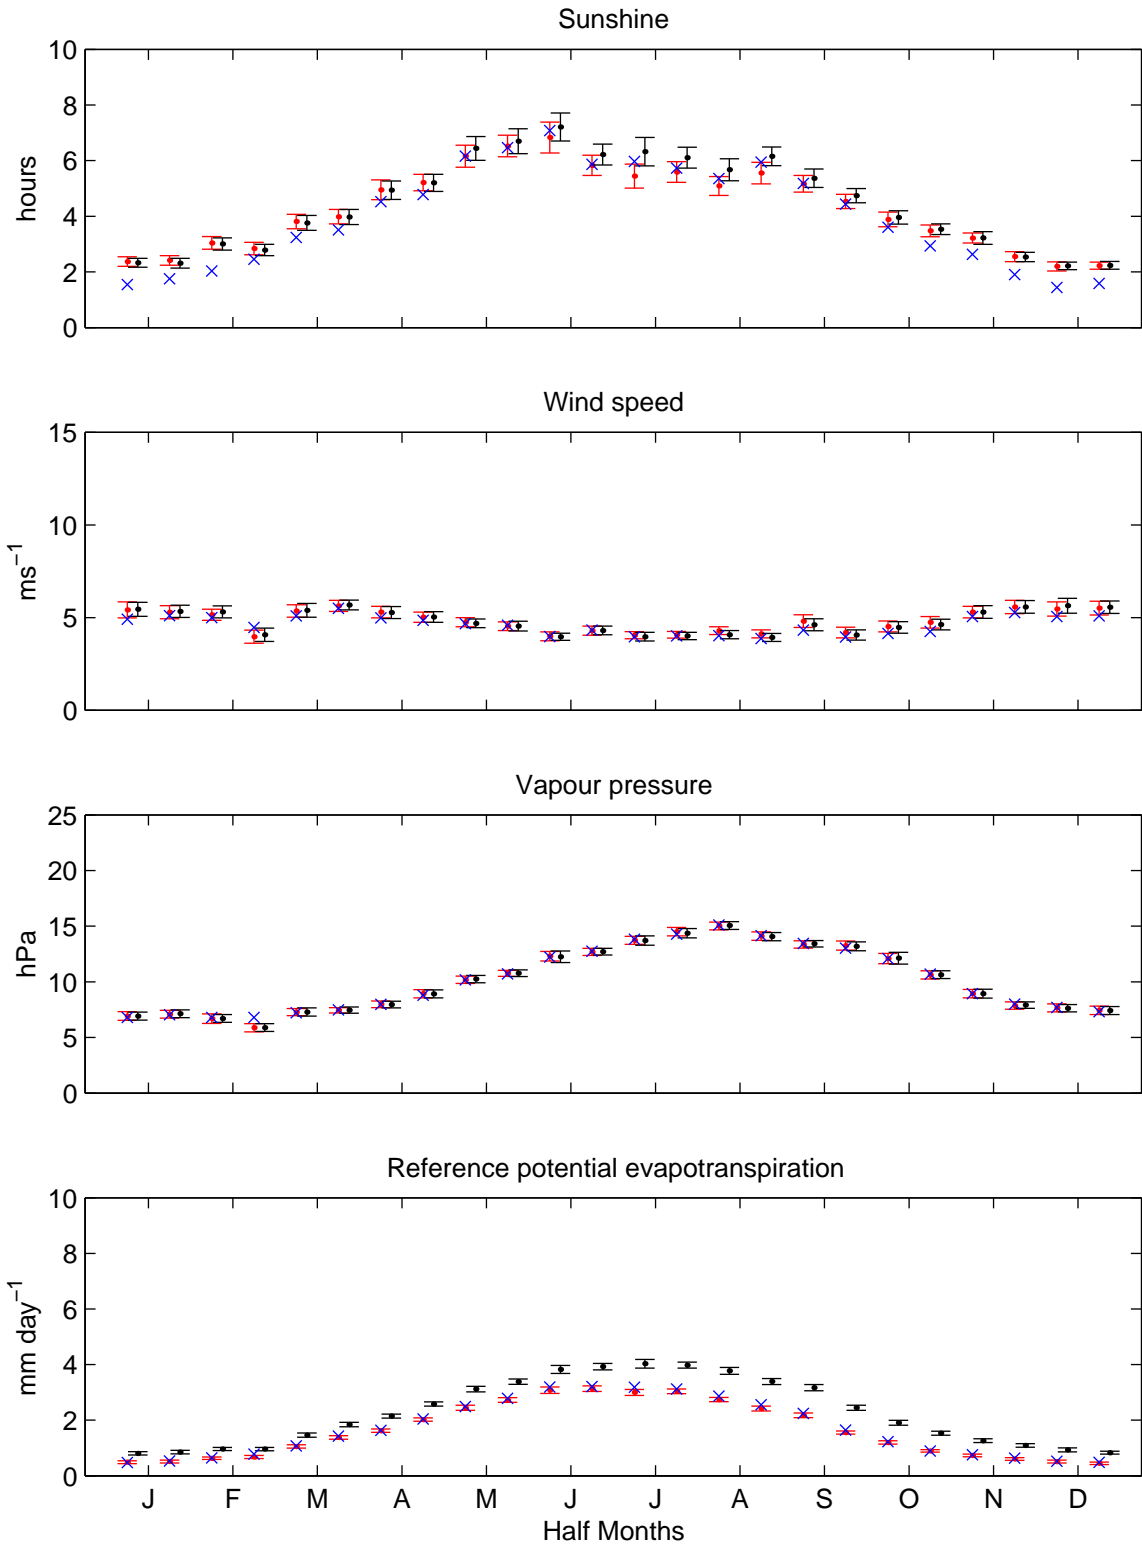 Sunshine
10
8
6
4
2
0
hours
Wind speed
15
10
5
0
ms⁻¹
Vapour pressure
25
20
15
10
5
0
hPa
Reference potential evapotranspiration
10
8
6
4
2
0
mm day⁻¹
J F M A M J J A S O N D
Half Months